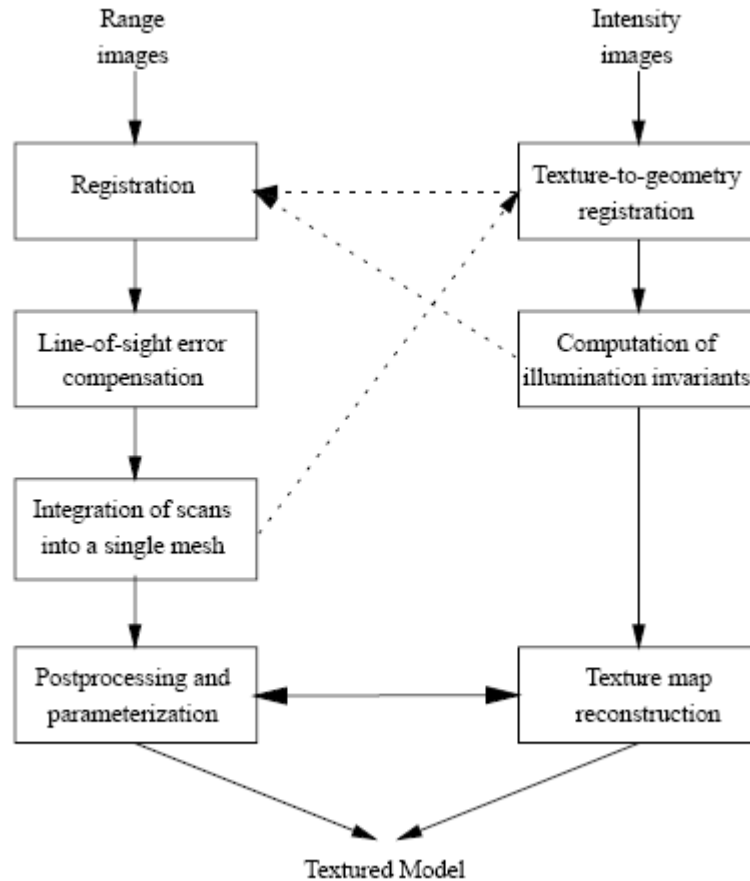 Range
images
Intensity
images
Registration
Texture-to-geometry
registration
Line-of-sight error
compensation
Computation of
illumination invariants
Integration of scans
into a single mesh
Postprocessing and
parameterization
Texture map
reconstruction
Textured Model